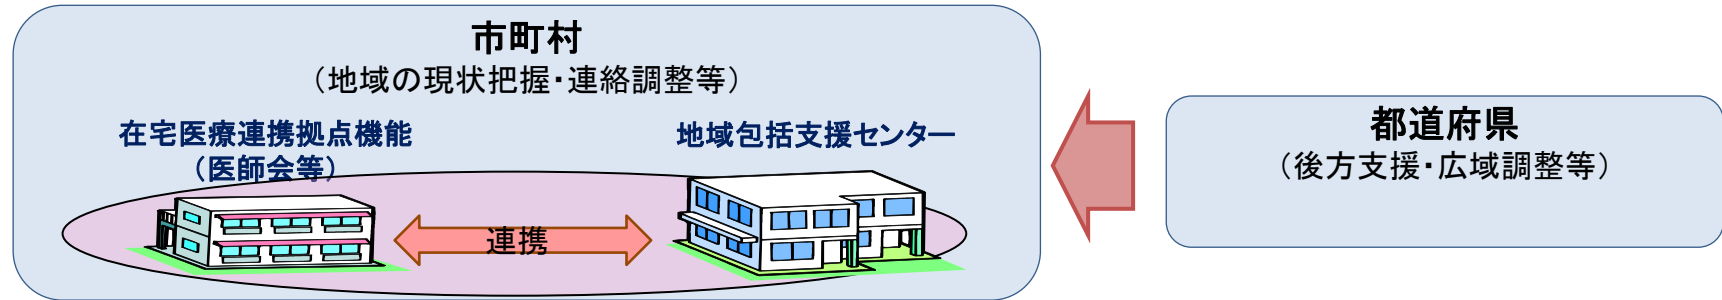 市町村
（地域の現状把握・連絡調整等）
在宅医療連携拠点機能
（医師会等）
地域包括支援センター
連携
都道府県
（後方支援・広域調整等）